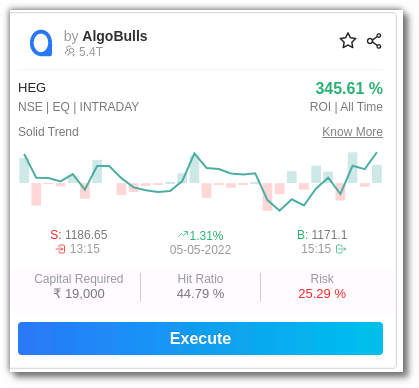 by AlgoBulls
5.4T
HEG
345.61 %
NSE | EQ | INTRADAY
ROI | All Time
Solid Trend
Know More
S: 1186.65
1.31%
B: 1171.1
13:15
05-05-2022
15:15
Capital Required
Hit Ratio
Risk
₹ 19,000
44.79 %
25.29 %
Execute